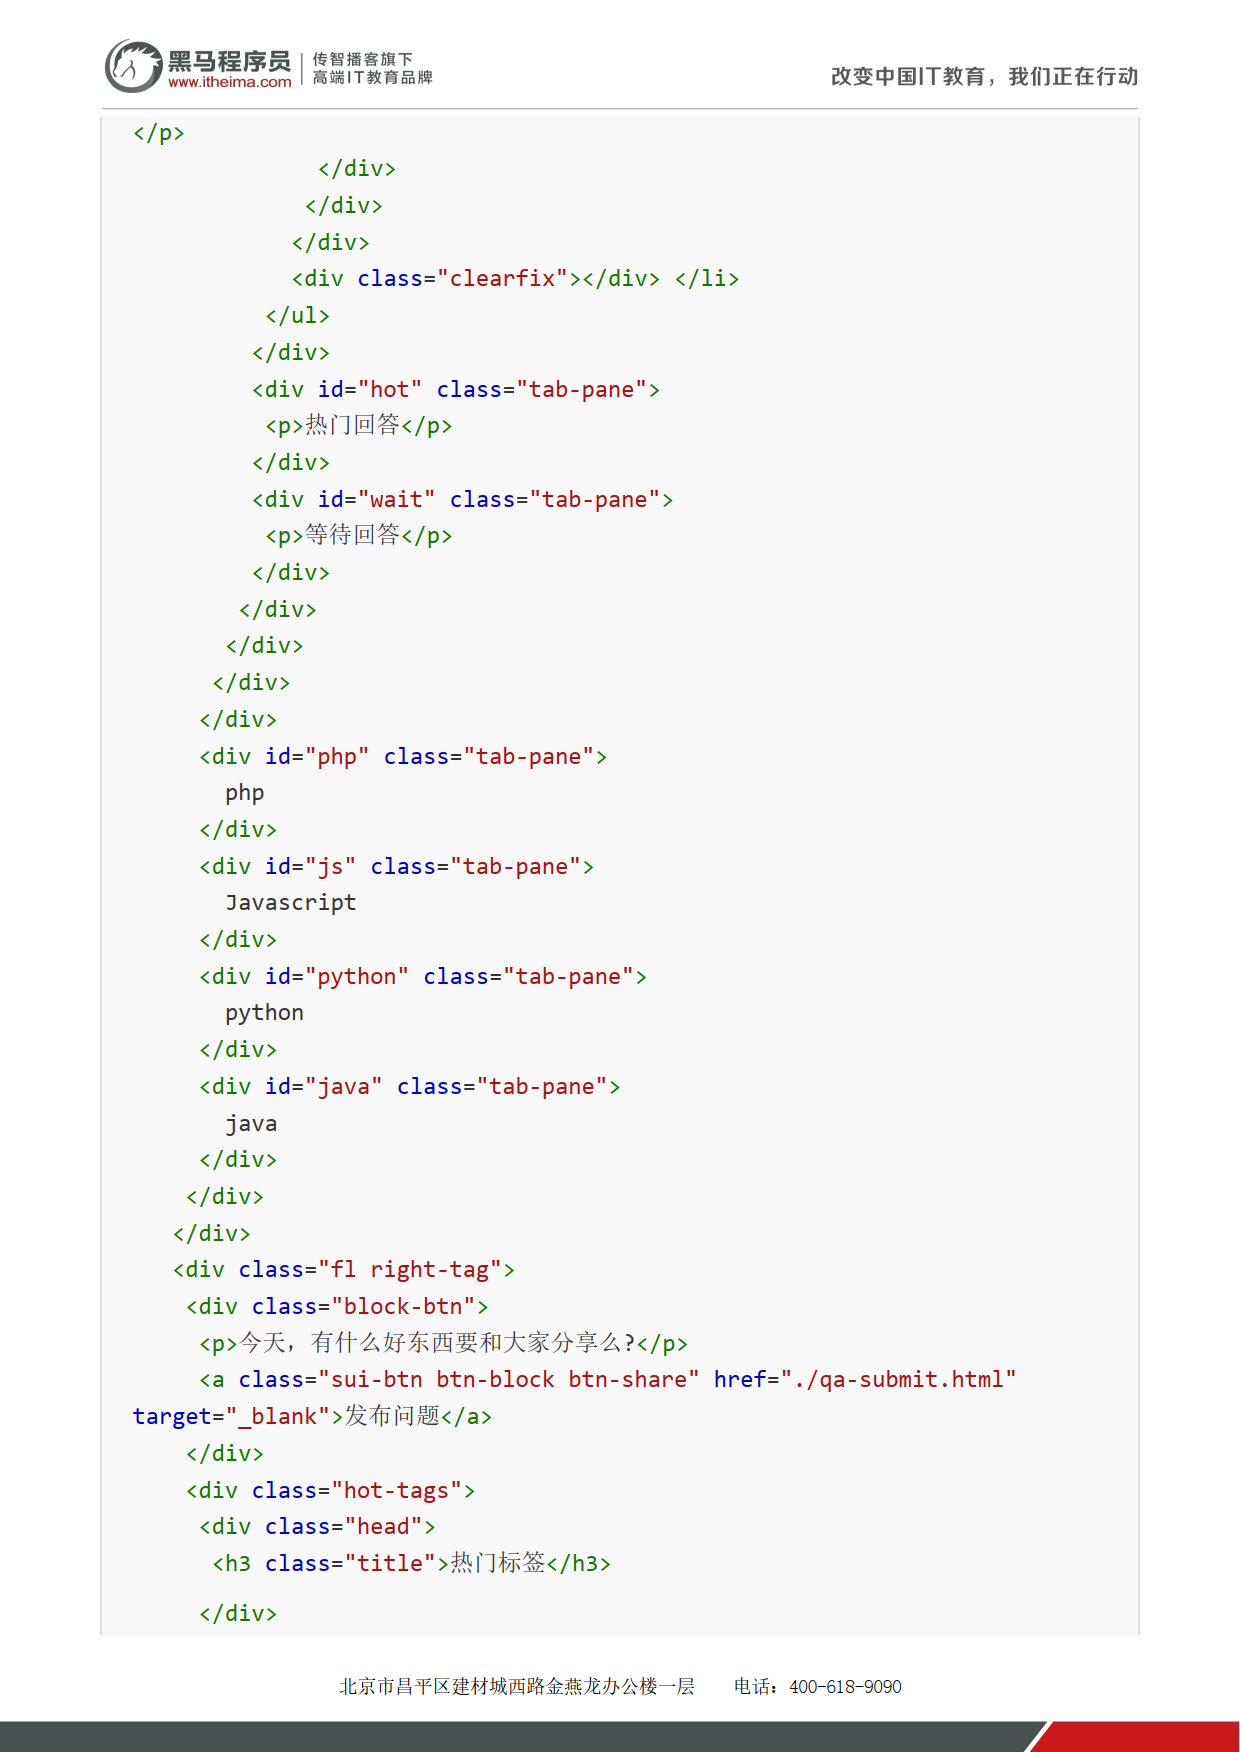 黑马程序员
www.itheima.com
传智播客旗下
高端IT教育品牌
改变中国IT教育，我们正在行动
</p>
              </div>
             </div>
            </div>
            <div class="clearfix"></div> </li>
          </ul>
         </div>
         <div id="hot" class="tab-pane">
          <p>热门回答</p>
         </div>
         <div id="wait" class="tab-pane">
          <p>等待回答</p>
         </div>
        </div>
       </div>
      </div>
     </div>
     <div id="php" class="tab-pane">
       php
     </div>
     <div id="js" class="tab-pane">
       Javascript
     </div>
     <div id="python" class="tab-pane">
       python
     </div>
     <div id="java" class="tab-pane">
       java
     </div>
    </div>
   </div>
   <div class="fl right-tag">
    <div class="block-btn">
     <p>今天，有什么好东西要和大家分享么?</p>
     <a class="sui-btn btn-block btn-share" href="./qa-submit.html"
target="_blank">发布问题</a>
    </div>
    <div class="hot-tags">
     <div class="head">
      <h3 class="title">热门标签</h3>
     </div>
北京市昌平区建材城西路金燕龙办公楼一层 电话：400-618-9090